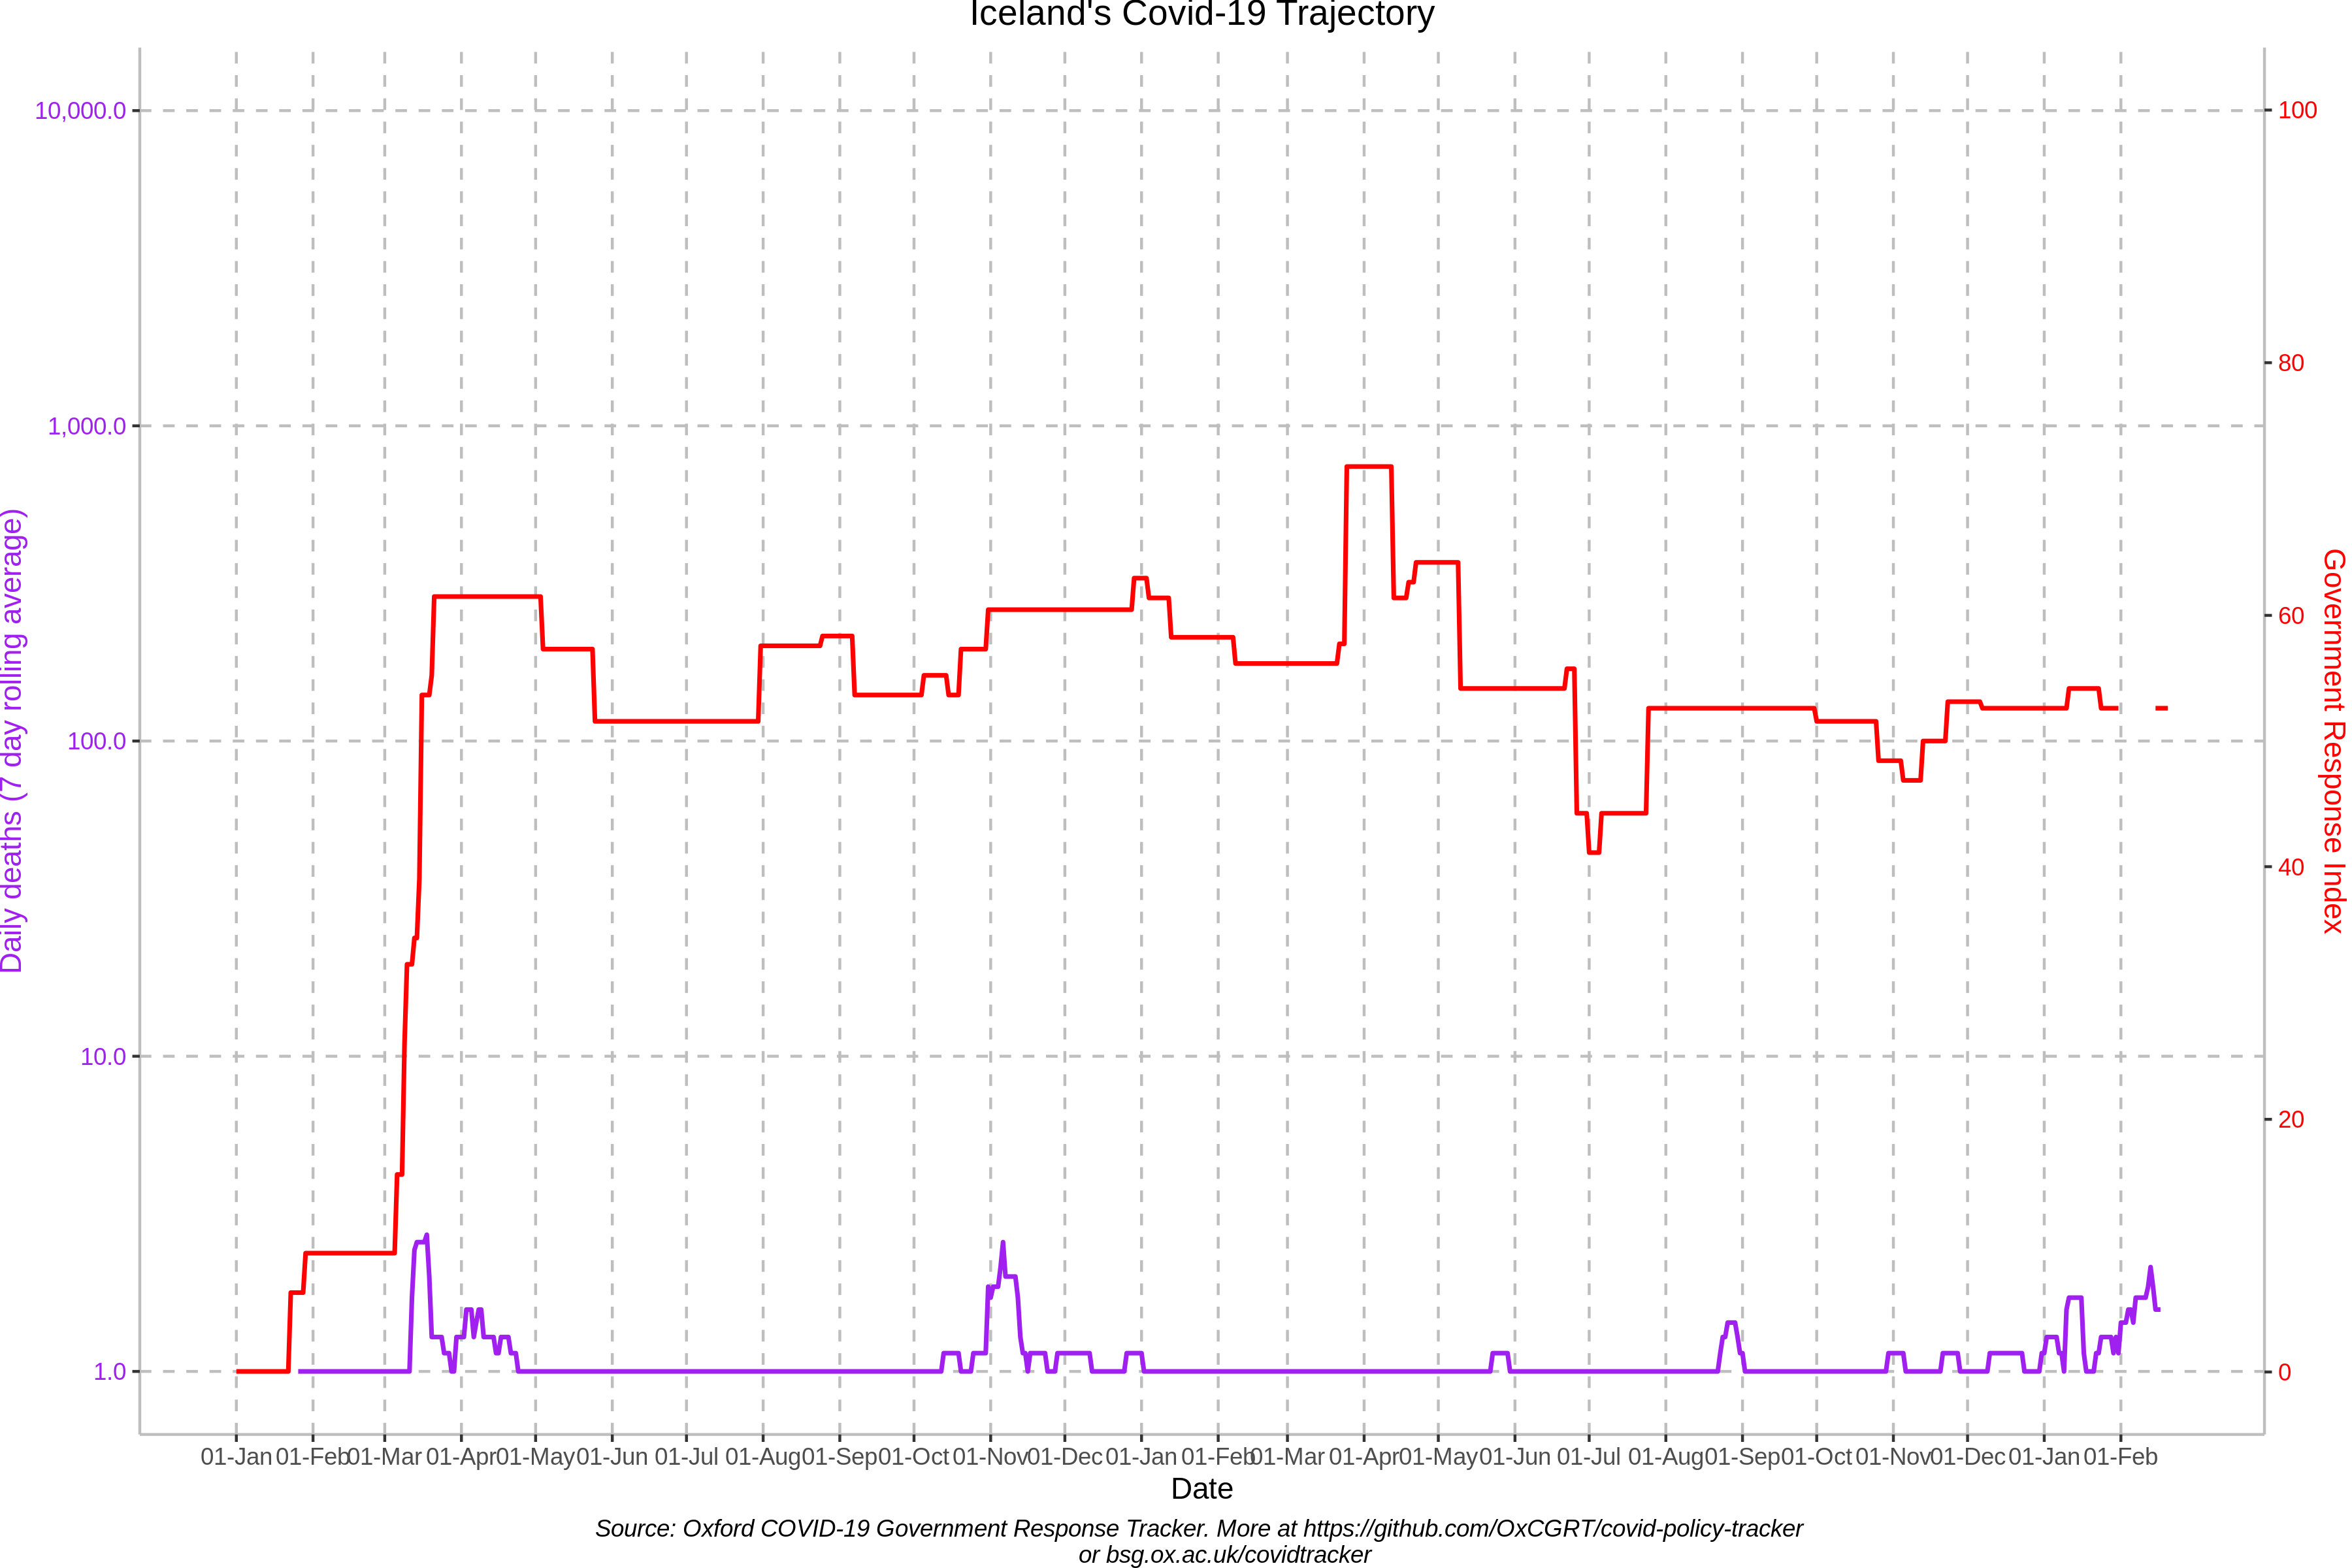 Iceland's Covid-19 Trajectory
10,000.0
1,000.0
100.0
10.0
1.0
Daily deaths (7 day rolling average)
100
80
60
40
20
0
Government Response Index
01-Jan 01-Feb 01-Mar 01-Apr 01-May 01-Jun 01-Jul 01-Aug 01-Sep 01-Oct 01-Nov 01-Dec 01-Jan 01-Feb 01-Mar 01-Apr 01-May 01-Jun 01-Jul 01-Aug 01-Sep 01-Oct 01-Nov 01-Dec 01-Jan 01-Feb
Date
Source: Oxford COVID-19 Government Response Tracker. More at https://github.com/OxCGRT/covid-policy-tracker
or bsg.ox.ac.uk/covidtracker